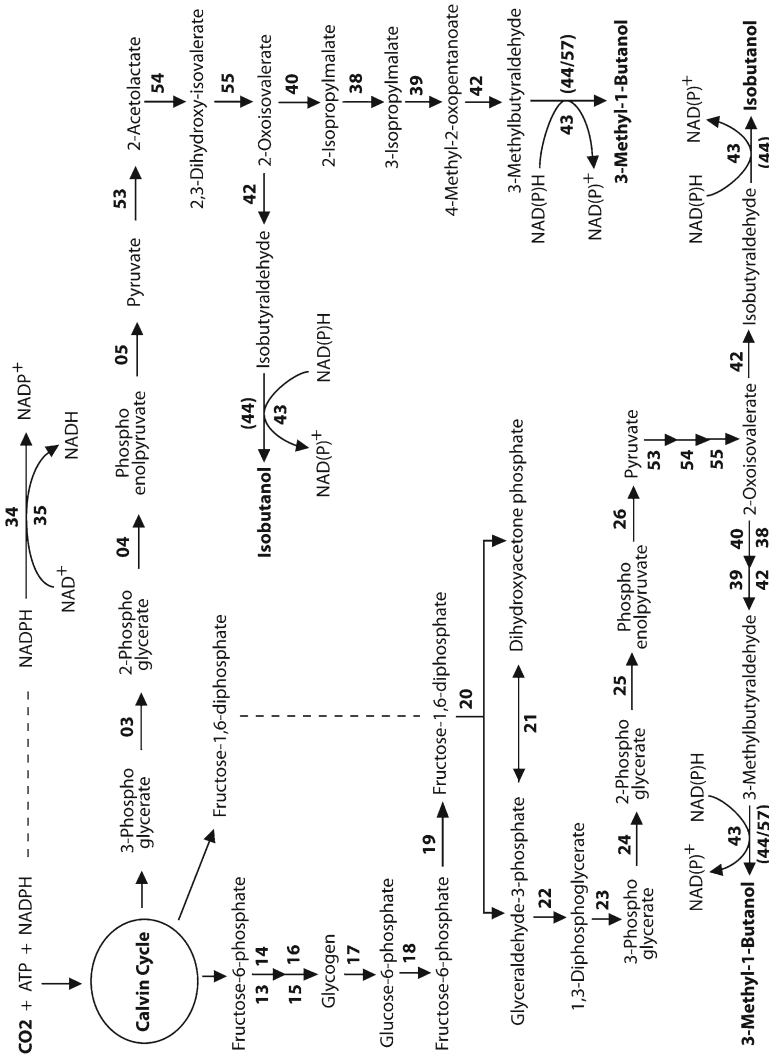 CO2 + ATP + NADPH
NADPH
34
35
NADP+
NAD+
NADH
Calvin Cycle
3-Phospho
glycerate
03
2-Phospho
glycerate
04
Phospho
enolpyruvate
05
Pyruvate
53
2-Acetolactate
54
2,3-Dihydroxy-isovalerate
55
2-Oxoisovalerate
40
2-Isopropylmalate
38
3-Isopropylmalate
39
4-Methyl-2-oxopentanoate
42
3-Methylbutyraldehyde
NAD(P)H
43
(44/57)
NAD(P)+
3-Methyl-1-Butanol
42
Isobutyraldehyde
(44)
43
NAD(P)H
NAD(P)+
Isobutanol
Fructose-1,6-diphosphate
Fructose-6-phosphate
13
14
15
16
Glycogen
17
Glucose-6-phosphate
18
Fructose-6-phosphate
19
Fructose-1,6-diphosphate
20
Glyceraldehyde-3-phosphate
21
Dihydroxyacetone phosphate
22
1,3-Diphosphoglycerate
23
3-Phospho
glycerate
24
2-Phospho
glycerate
25
Phospho
enolpyruvate
26
Pyruvate
53
54
55
2-Oxoisovalerate
42
Isobutyraldehyde
NAD(P)H
NAD(P)+
43
(44)
Isobutanol
40
38
39
42
3-Methylbutyraldehyde
NAD(P)H
NAD(P)+
43
(44/57)
3-Methyl-1-Butanol